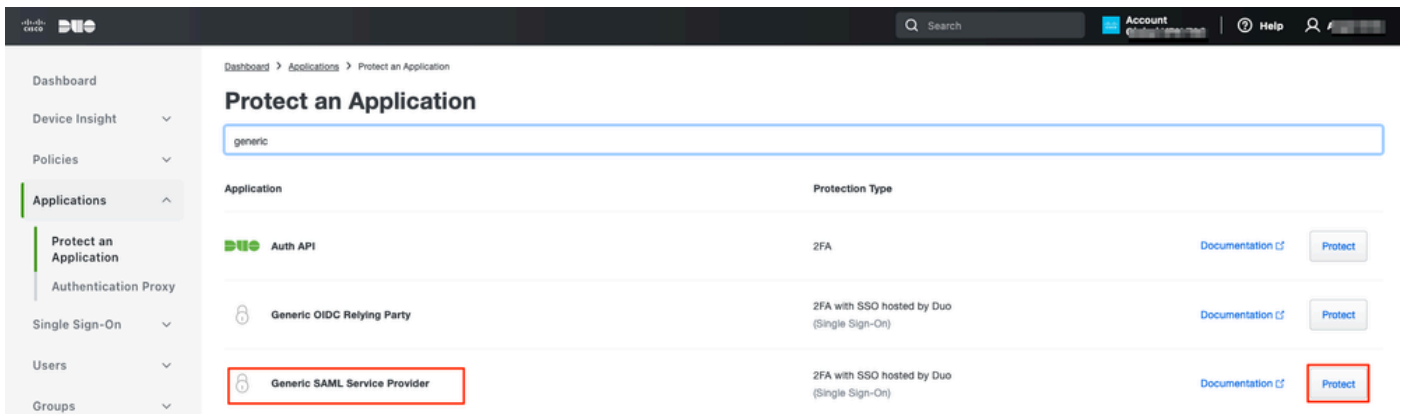 cisco DUO
Search
Account
Help
Dashboard
Device Insight
Policies
Applications
Protect an
Application
Authentication Proxy
Single Sign-On
Users
Groups
Dashboard > Applications > Protect an Application
Protect an Application
generic
Application Protection Type
DUO Auth API 2FA Documentation Protect
Generic OIDC Relying Party 2FA with SSO hosted by Duo
(Single Sign-On) Documentation Protect
Generic SAML Service Provider 2FA with SSO hosted by Duo
(Single Sign-On) Documentation Protect